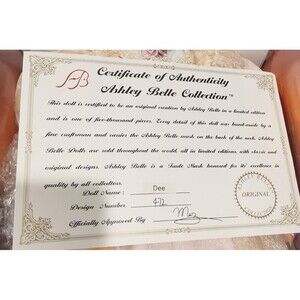 AB
Certificate of Authenticity
Ashley Belle Collection™
This doll is certified to be an original creation by Ashley Belle in a limited edition
and is one of five-thousand pieces. Every detail of this doll was hand-made by a
fine craftsman and carries the Ashley Belle mark on the back of the neck. Ashley
Belle Dolls are sold throughout the world, all in limited editions, with classic and
original designs. Ashley Belle is a Trade Mark honored for its' excellence in
quality by all collectors.
Doll Name: Dee
Design Number
Officially Approved By
ORIGINAL